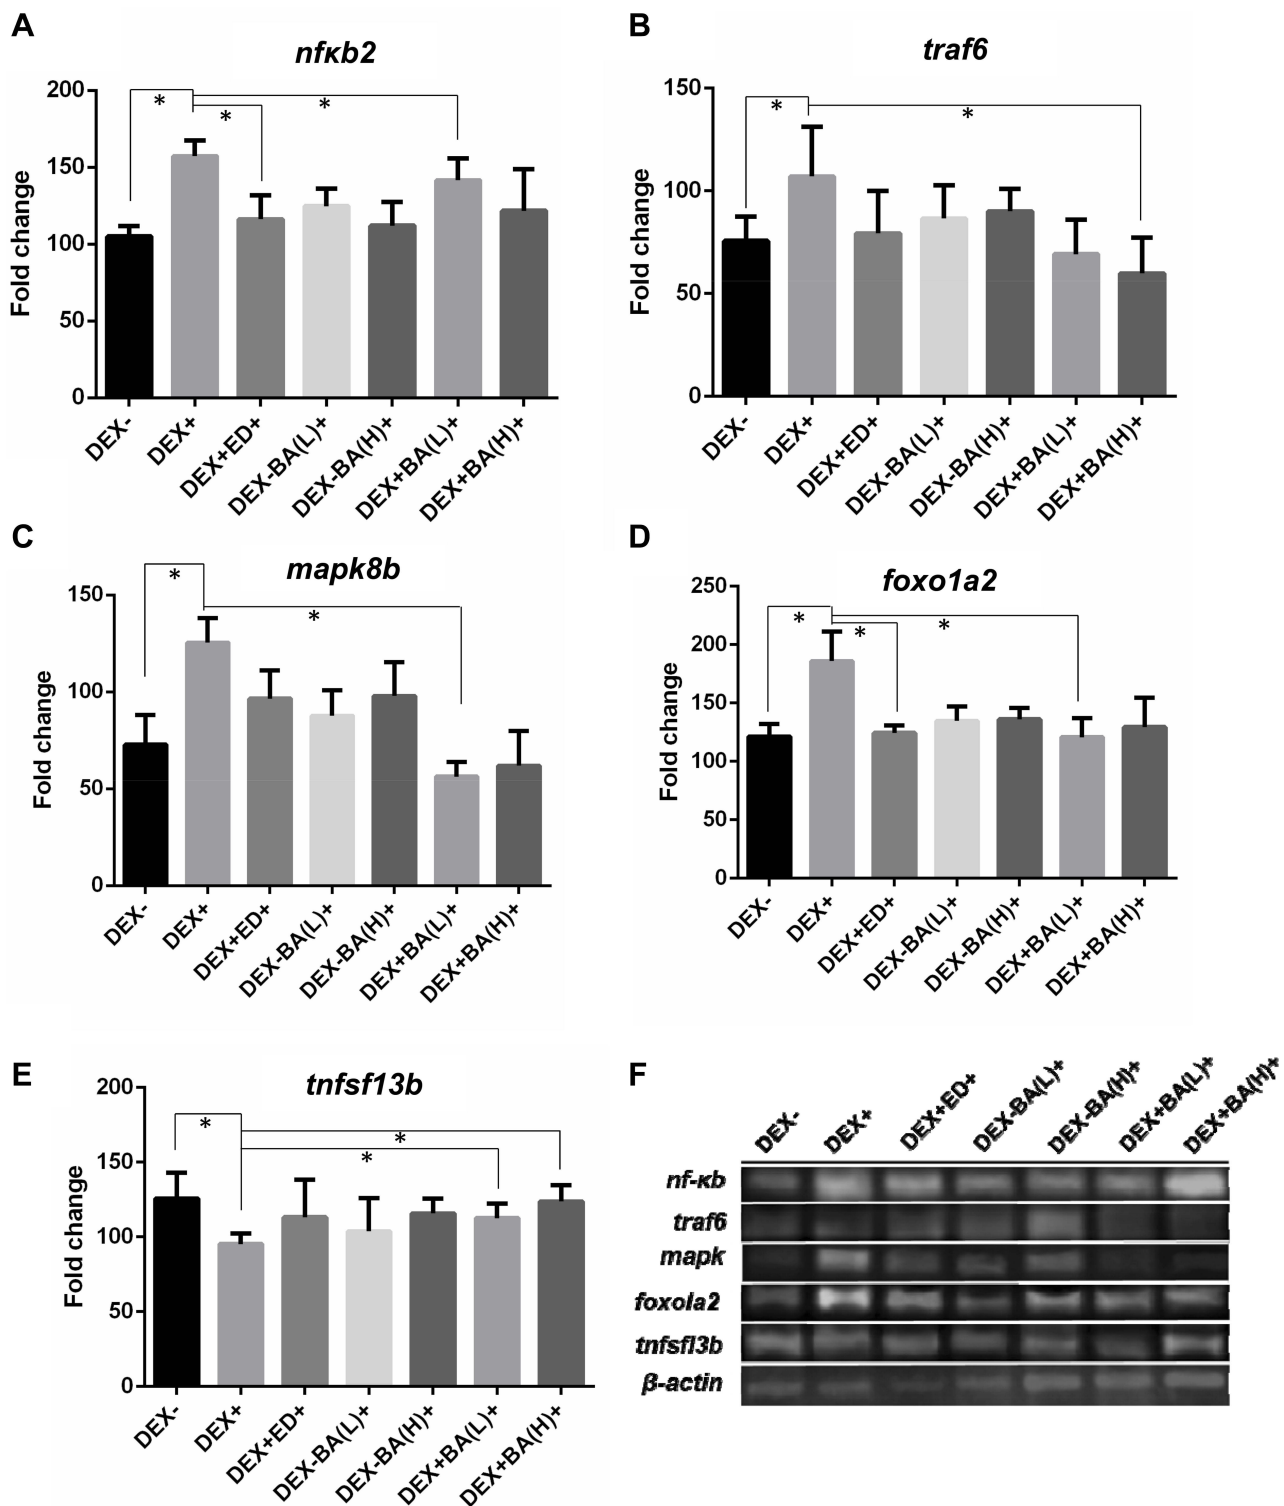 A
nfκb2
Fold change
200
150
100
50
0
*
*
*
DEX-
DEX+
DEX+ED+
DEX-BA(L)+
DEX-BA(H)+
DEX+BA(L)+
DEX+BA(H)+
B
traf6
Fold change
150
100
50
0
*
*
DEX-
DEX+
DEX+ED+
DEX-BA(L)+
DEX-BA(H)+
DEX+BA(L)+
DEX+BA(H)+
C
mapk8b
Fold change
150
100
50
0
*
*
DEX-
DEX+
DEX+ED+
DEX-BA(L)+
DEX-BA(H)+
DEX+BA(L)+
DEX+BA(H)+
D
foxo1a2
Fold change
250
200
150
100
50
0
*
*
*
DEX-
DEX+
DEX+ED+
DEX-BA(L)+
DEX-BA(H)+
DEX+BA(L)+
DEX+BA(H)+
E
tnfsf13b
Fold change
200
150
100
50
0
*
*
*
DEX-
DEX+
DEX+ED+
DEX-BA(L)+
DEX-BA(H)+
DEX+BA(L)+
DEX+BA(H)+
F
DEX-
DEX+
DEX+ED+
DEX-BA(L)+
DEX-BA(H)+
DEX+BA(L)+
DEX+BA(H)+
nf-κb
traf6
mapk
foxola2
tnfsfl3b
β-actin